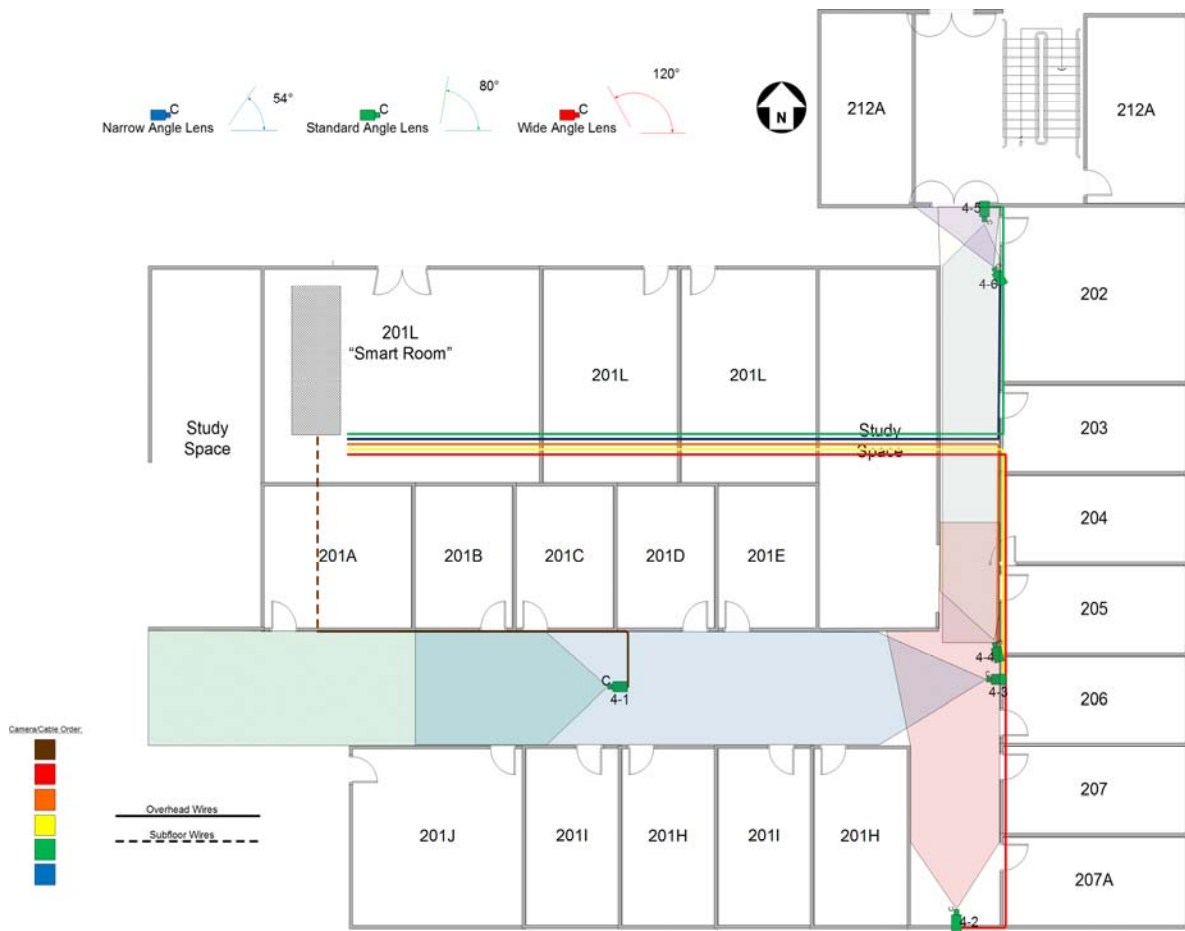 C
Narrow Angle Lens
54°
C
Standard Angle Lens
80°
C
Wide Angle Lens
120°
N
212A
212A
4-5
4-6
202
201L
“Smart Room”
201L
201L
Study
Space
Study
Space
203
204
201A
201B
201C
201D
201E
205
4-4
C
4-1
C
4-3
206
Camera/Cable Order:
Overhead Wires
Subfloor Wires
207
201J
201I
201H
201I
201H
207A
4-2